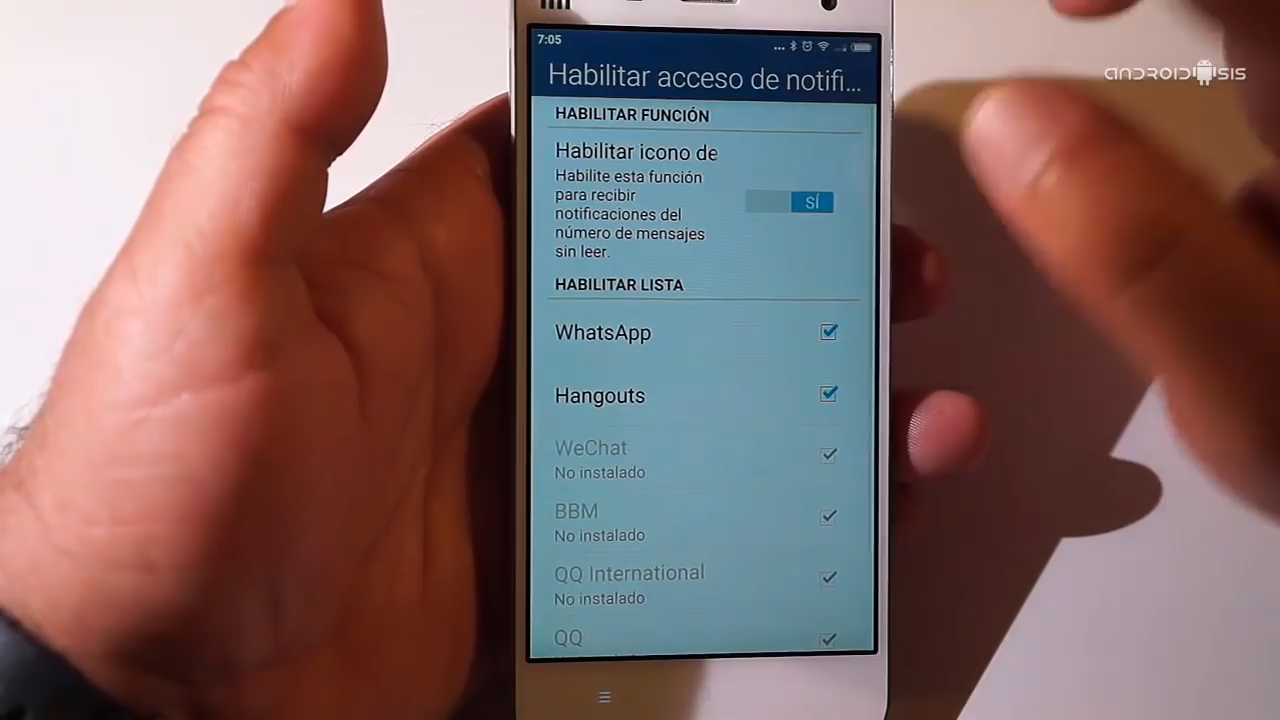 7:05
ANDROIDSIS
Habilitar acceso de notifi...
HABILITAR FUNCIÓN
Habilitar icono de
Habilite esta función
para recibir
notificaciones del
número de mensajes
sin leer.
SÍ
HABILITAR LISTA
WhatsApp
Hangouts
WeChat
No instalado
BBM
No instalado
QQ International
No instalado
QQ